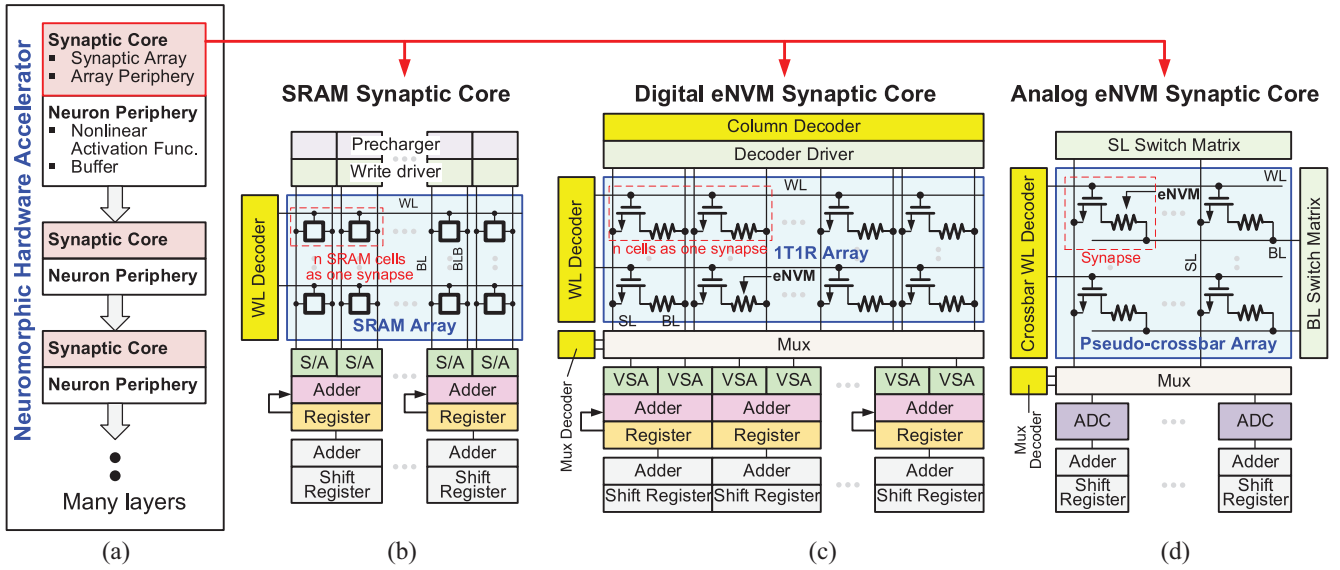 Neuromorphic Hardware Accelerator
Synaptic Core
▪ Synaptic Array
▪ Array Periphery
Neuron Periphery
▪ Nonlinear
Activation Func.
▪ Buffer
Synaptic Core
Neuron Periphery
Synaptic Core
Neuron Periphery
Many layers
(a)
SRAM Synaptic Core
Precharger
Write driver
WL Decoder
WL
n SRAM cells
as one synapse
BL
BLB
SRAM Array
S/A S/A S/A S/A
Adder Adder
Register Register
Adder Adder
Shift Register Shift Register
(b)
Digital eNVM Synaptic Core
Column Decoder
Decoder Driver
WL Decoder
WL
n cells as one synapse
1T1R Array
eNVM
SL BL
Mux
Mux Decoder
VSA VSA VSA VSA VSA VSA
Adder Adder Adder
Register Register Register
Adder Adder Adder
Shift Register Shift Register Shift Register
(c)
Analog eNVM Synaptic Core
SL Switch Matrix
Crossbar WL Decoder
WL
eNVM
Synapse
SL
BL
BL Switch Matrix
Pseudo-crossbar Array
Mux
Mux Decoder
ADC ADC
Adder Adder
Shift Register Shift Register
(d)